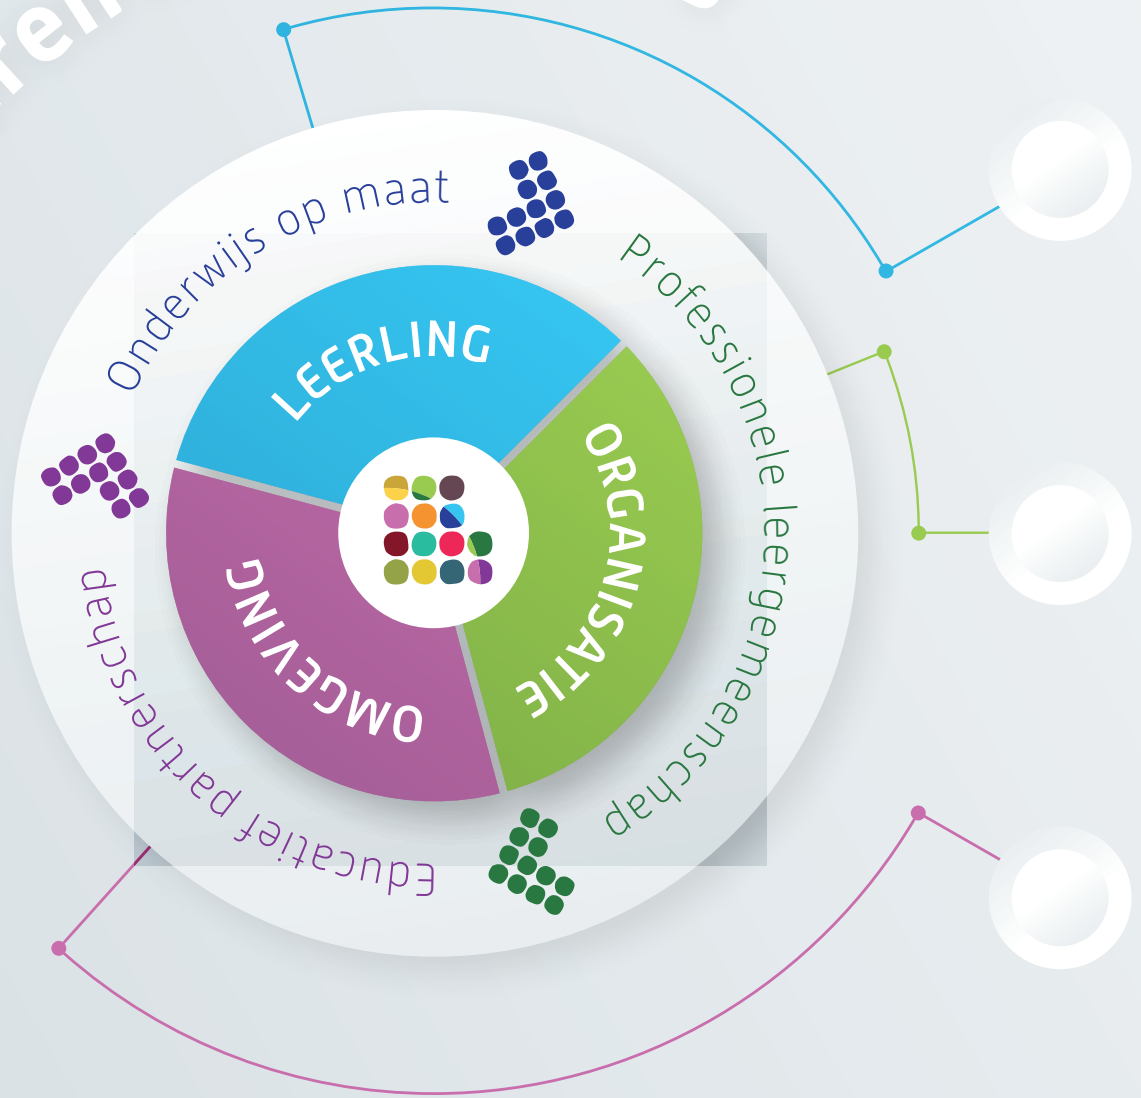 Onderwijs op maat
Professionele leergemeenschap
Educatief partnerschap
LEERLING
ORGANISATIE
OMGEVING